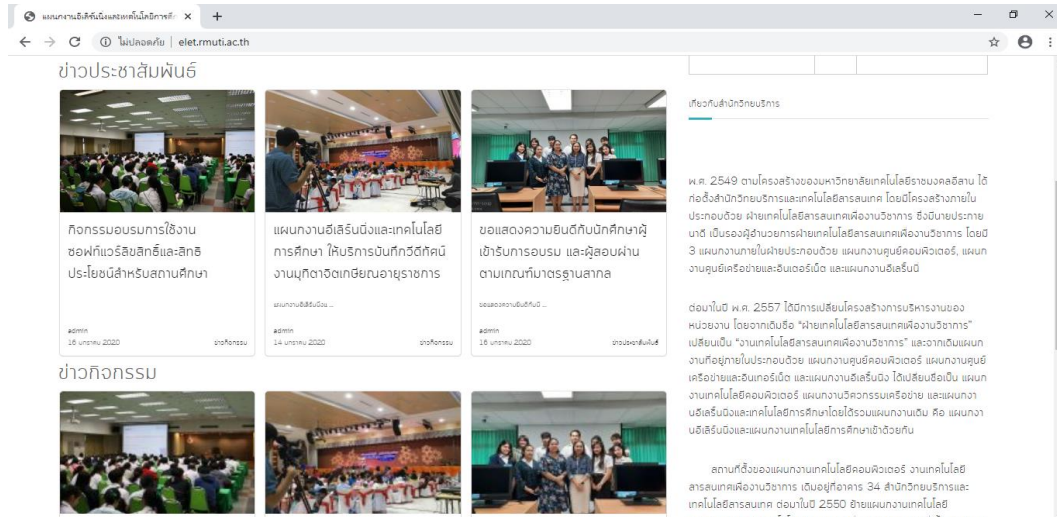 แผนกงานอีเลิร์นนิ่งและเทคโนโลยีการศึก
ไม่ปลอดภัย | elet.rmuti.ac.th
ข่าวประชาสัมพันธ์
กิจกรรมอบรมการใช้งาน
ซอฟท์แวร์ลิขสิทธิ์และสิทธิ
ประโยชน์สำหรับสถานศึกษา
admin
16 มกราคม 2020
ข่าวกิจกรรม
แผนกงานอีเลิร์นนิ่งและเทคโนโลยี
การศึกษา ให้บริการบันทึกวีดีทัศน์
งานมุทิตาจิตเกษียณอายุราชการ
แผนกงานอีเลิร์นนิ่งและ ...
admin
14 มกราคม 2020
ข่าวกิจกรรม
ขอแสดงความยินดีกับนักศึกษาผู้
เข้ารับการอบรม และผู้สอบผ่าน
ตามเกณฑ์มาตรฐานสากล
ขอแสดงความยินดีกับนั ...
admin
16 มกราคม 2020
ข่าวประชาสัมพันธ์
ข่าวกิจกรรม
เกี่ยวกับสำนักวิทยบริการ
พ.ศ. 2549 ตามโครงสร้างของมหาวิทยาลัยเทคโนโลยีราชมงคลอีสาน ได้
ก่อตั้งสำนักวิทยบริการและเทคโนโลยีสารสนเทศ โดยมีโครงสร้างภายใน
ประกอบด้วย ฝ่ายเทคโนโลยีสารสนเทศเพื่องานวิชาการ ซึ่งมีนายประกาย
นาดี เป็นรองผู้อำนวยการฝ่ายเทคโนโลยีสารสนเทศเพื่องานวิชาการ โดยมี
3 แผนกงานภายในฝ่ายประกอบด้วย แผนกงานศูนย์คอมพิวเตอร์, แผนก
งานศูนย์เครือข่ายและอินเตอร์เน็ต และแผนกงานอีเลริ์นนิ
ต่อมาในปี พ.ศ. 2557 ได้มีการเปลี่ยนโครงสร้างการบริหารงานของ
หน่วยงาน โดยจากเดิมชื่อ “ฝ่ายเทคโนโลยีสารสนเทศเพื่องานวิชาการ”
เปลี่ยนเป็น “งานเทคโนโลยีสารสนเทศเพื่องานวิชาการ” และจากเดิมแผนก
งานที่อยู่ภายในประกอบด้วย แผนกงานศูนย์คอมพิวเตอร์ แผนกงานศูนย์
เครือข่ายและอินเทอร์เน็ต และแผนกงานอีเลริ์นนิง ได้เปลี่ยนชื่อเป็น แผนก
งานเทคโนโลยีคอมพิวเตอร์ แผนกงานวิศวกรรมเครือข่าย และแผนกงา
นอีเลริ์นนิงและเทคโนโลยีการศึกษาโดยได้รวมแผนกงานเดิม คือ แผนกงา
นอีเลิร์นนิงและแผนกงานเทคโนโลยีการศึกษาเข้าด้วยกัน
สถานที่ตั้งของแผนกงานเทคโนโลยีคอมพิวเตอร์ งานเทคโนโลยี
สารสนเทศเพื่องานวิชาการ เดิมอยู่ที่อาคาร 34 สำนักวิทยบริการและ
เทคโนโลยีสารสนเทศ ต่อมาในปี 2550 ย้ายแผนกงานเทคโนโลยี